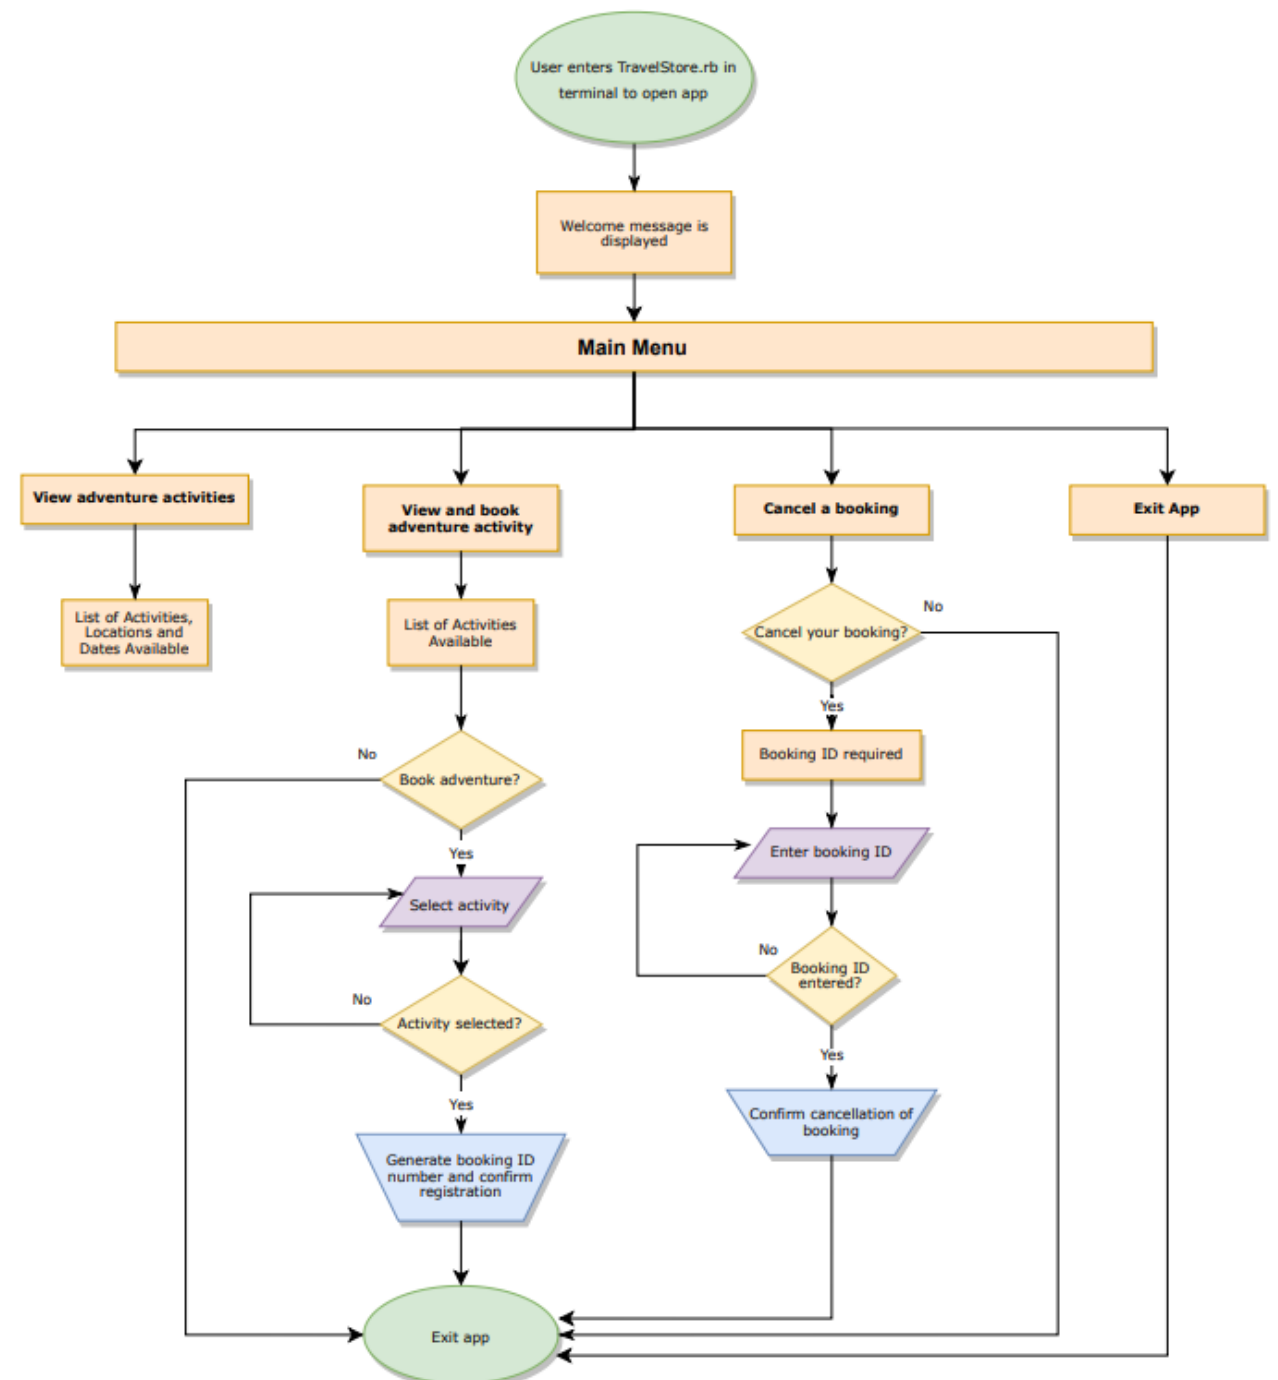 User enters TravelStore.rb in
terminal to open app
Welcome message is
displayed
Main Menu
View adventure activities
View and book
adventure activity
Cancel a booking
Exit App
List of Activities,
Locations and
Dates Available
List of Activities
Available
No
Cancel your booking?
Yes
No
Book adventure?
Booking ID required
Yes
Enter booking ID
Select activity
No
Booking ID
entered?
No
Activity selected?
Yes
Yes
Confirm cancellation of
booking
Generate booking ID
number and confirm
registration
Exit app